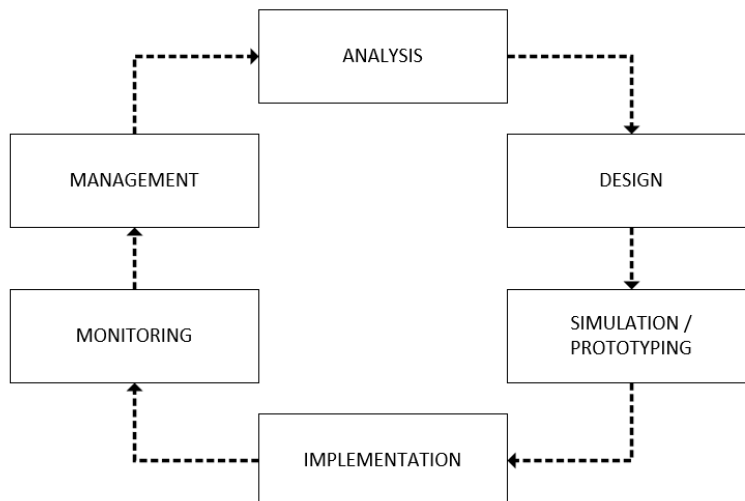 ANALYSIS
MANAGEMENT
DESIGN
MONITORING
SIMULATION /
PROTOTYPING
IMPLEMENTATION